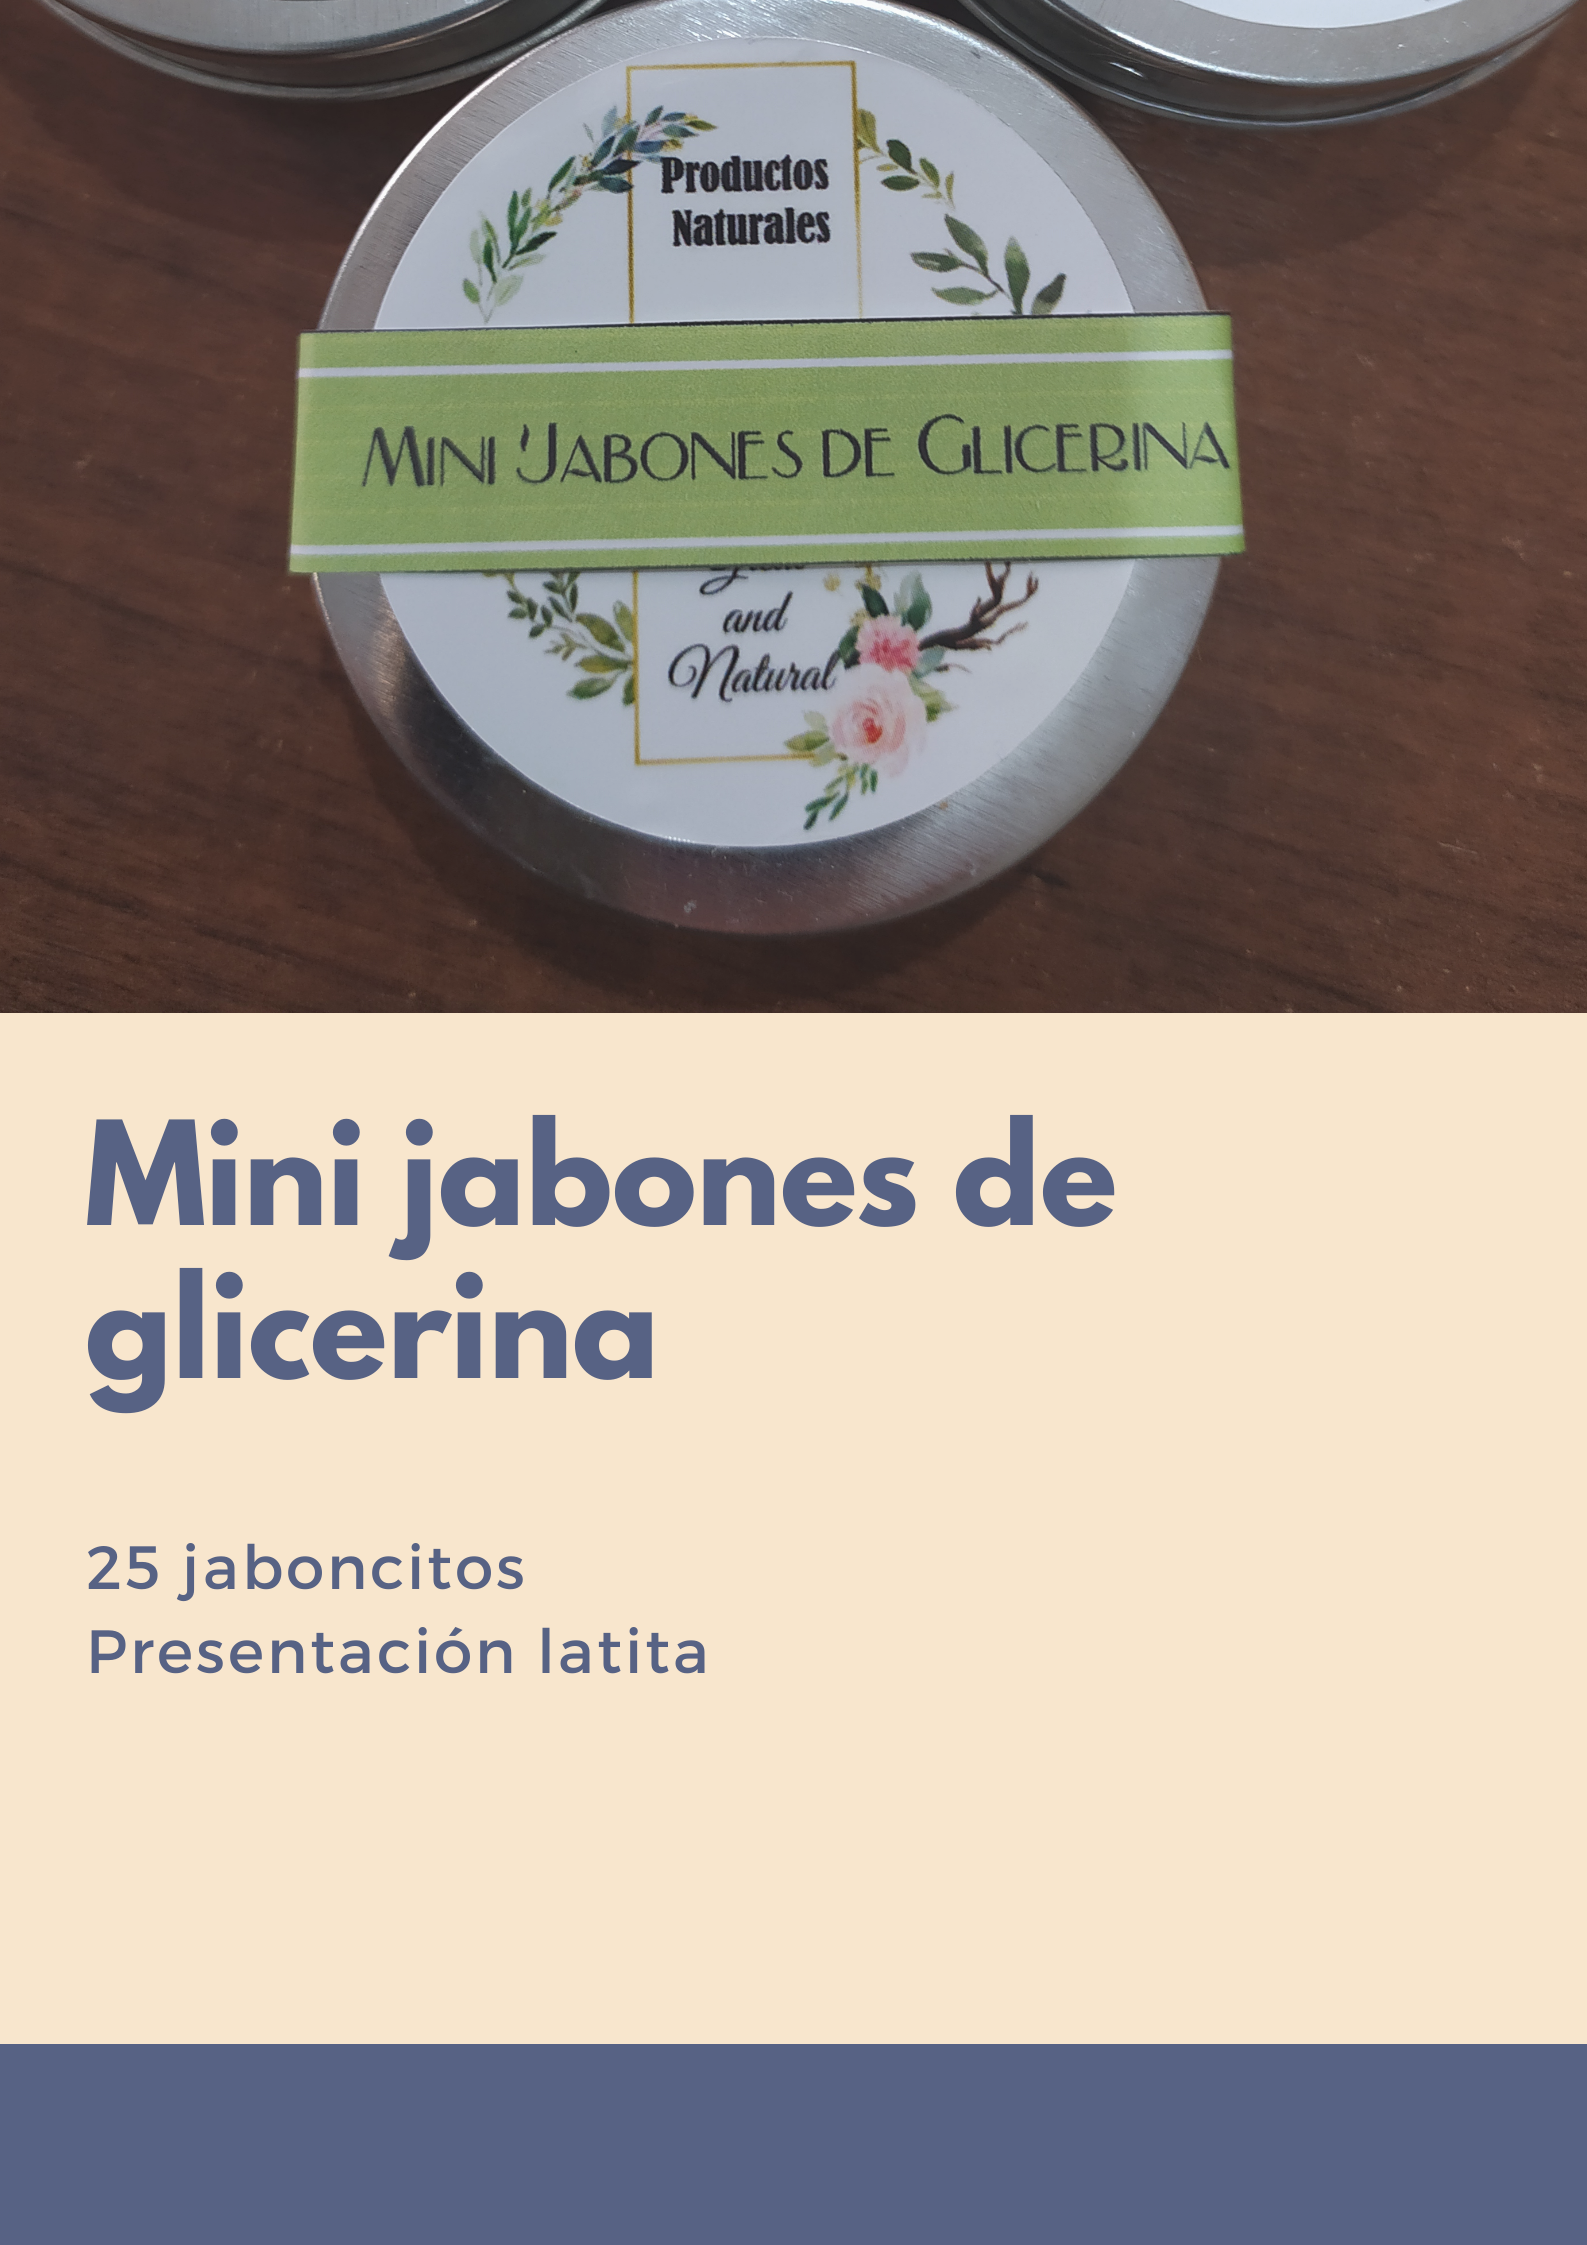 Productos
Naturales
MINI JABONES DE GLICERINA
and
Natural
Mini jabones de
glicerina
25 jaboncitos
Presentación latita